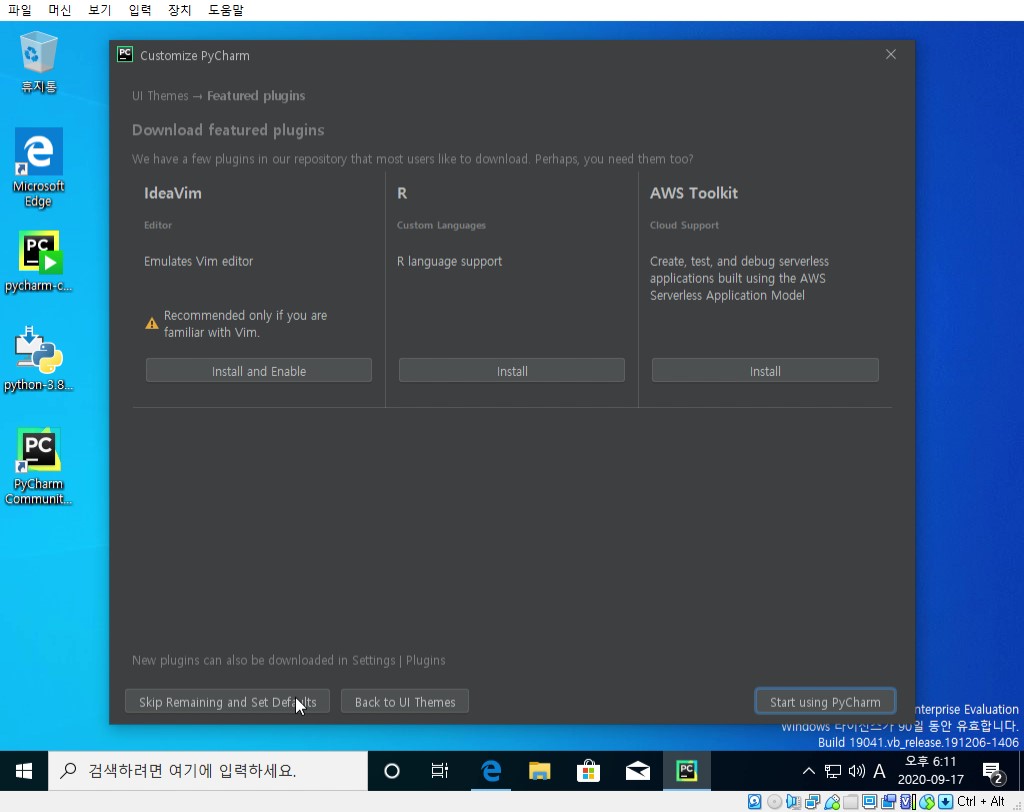 파일 머신 보기 입력 장치 도움말
휴지통
Microsoft
Edge
pycharm-c...
python-3.8...
PyCharm
Communit...
PC Customize PyCharm
UI Themes → Featured plugins
Download featured plugins
We have a few plugins in our repository that most users like to download. Perhaps, you need them too?
IdeaVim
Editor
Emulates Vim editor
Recommended only if you are
familiar with Vim.
Install and Enable
R
Custom Languages
R language support
Install
AWS Toolkit
Cloud Support
Create, test, and debug serverless
applications built using the AWS
Serverless Application Model
Install
New plugins can also be downloaded in Settings | Plugins
Skip Remaining and Set Defaults Back to UI Themes Start using PyCharm
nterprise Evaluation
Windows 라이선스가 90일 동안 유효합니다.
Build 19041.vb_release.191206-1406
검색하려면 여기에 입력하세요.
A
오후 6:11
2020-09-17
2
Ctrl + Alt